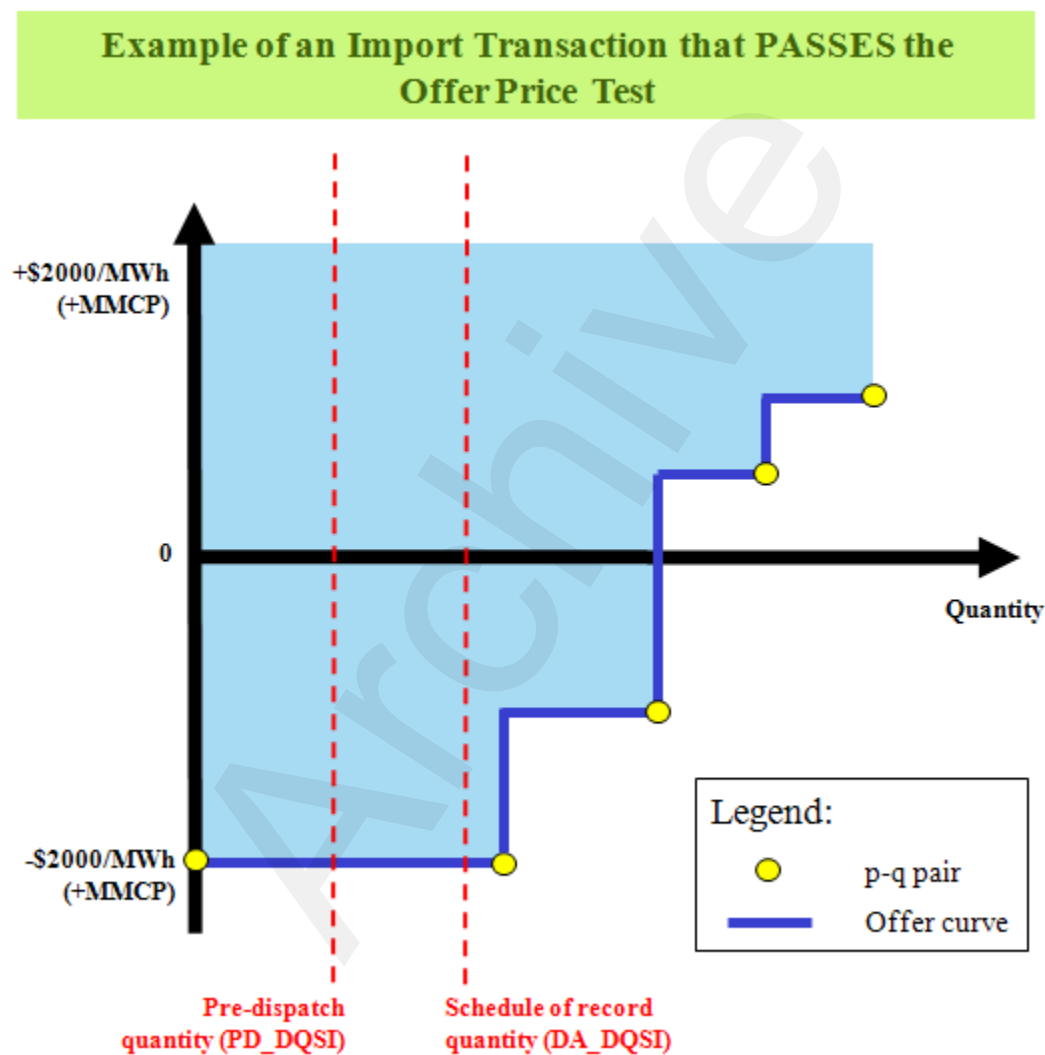 Example of an Import Transaction that PASSES the
Offer Price Test
+$2000/MWh
(+MMCP)
0
Quantity
-$2000/MWh
(+MMCP)
Legend:
p-q pair
Offer curve
Pre-dispatch
quantity (PD_DQSI)
Schedule of record
quantity (DA_DQSI)
Archive